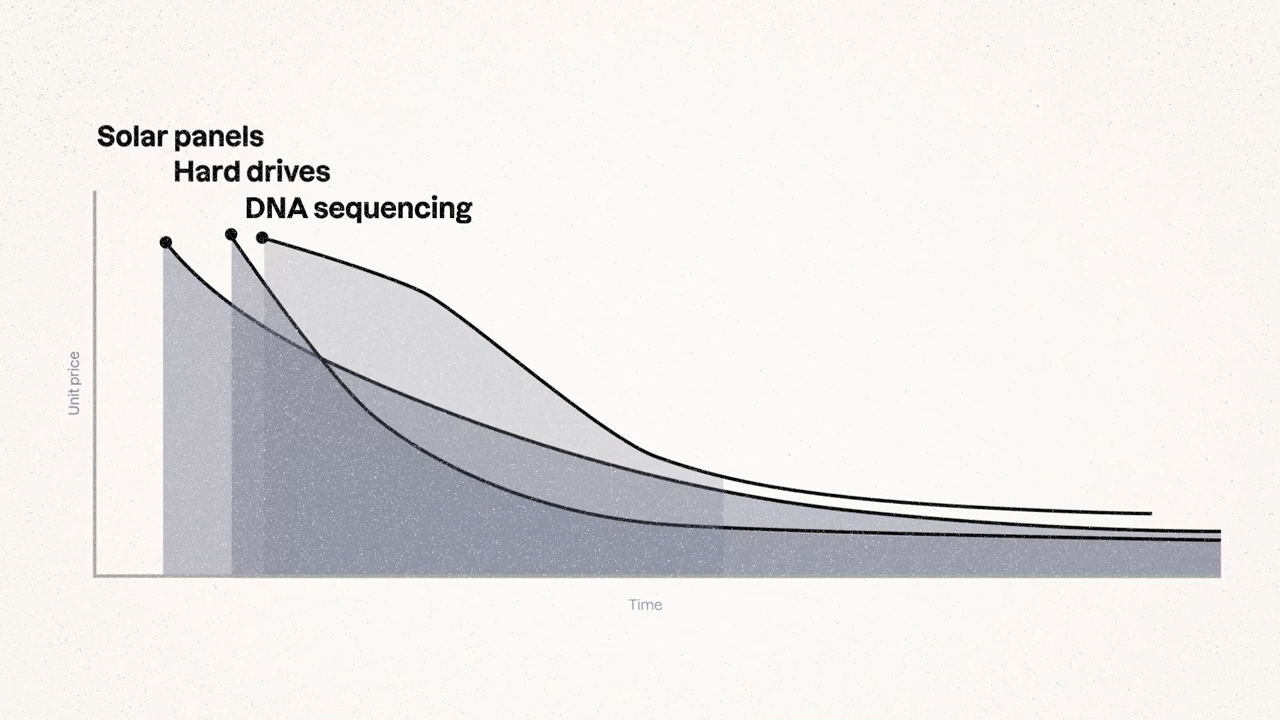 Solar panels
Hard drives
DNA sequencing
Unit price
Time